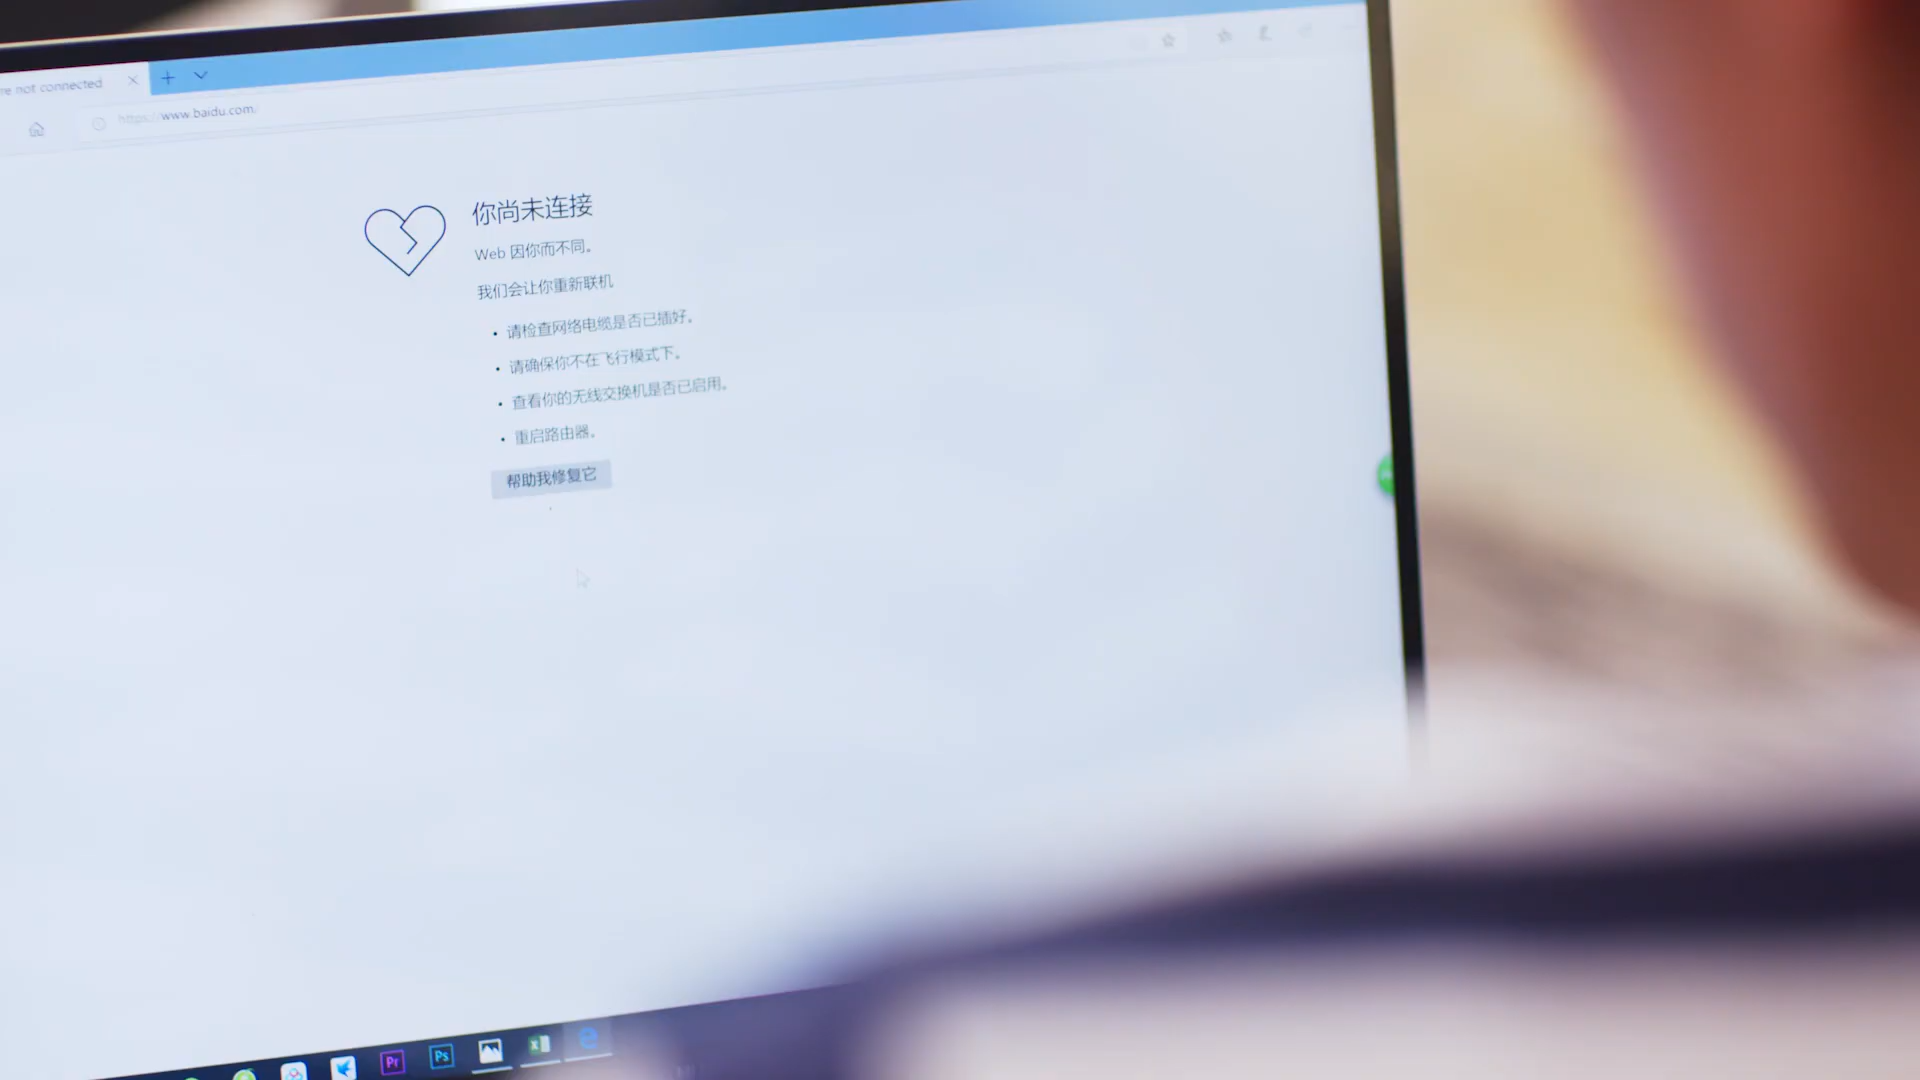 re not connected
https://www.baidu.com/
你尚未连接
Web 因你而不同。
我们会让你重新联机
• 请检查网络电缆是否已插好。
• 请确保你不在飞行模式下。
• 查看你的无线交换机是否已启用。
• 重启路由器。
帮助我修复它
Pr
Ps